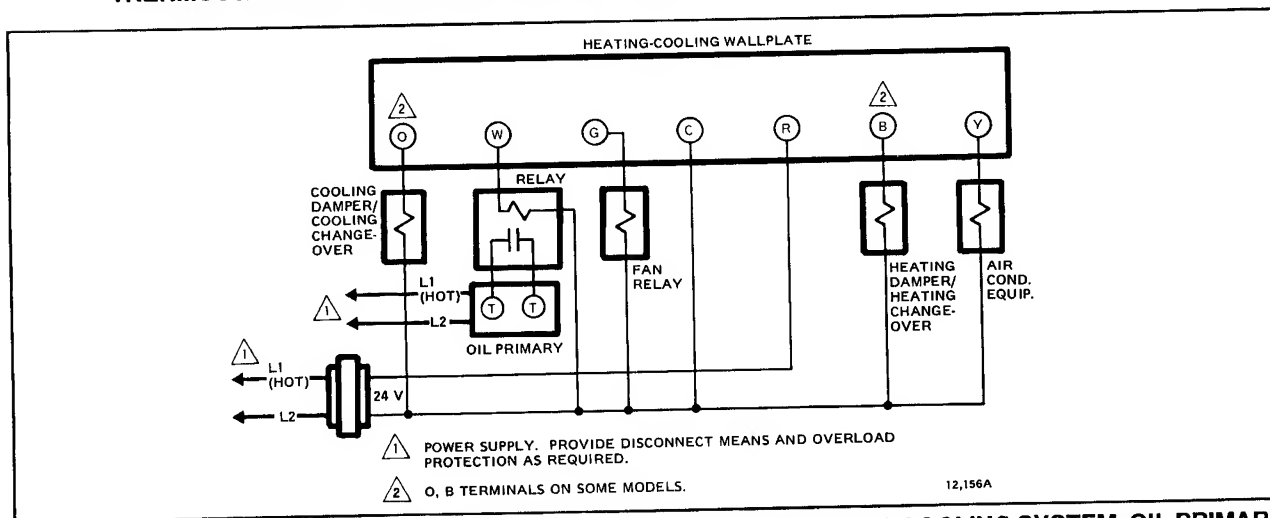 HEATING-COOLING WALLPLATE
2
2
O
W
G
C
R
B
Y
COOLING
DAMPER/
COOLING
CHANGE-
OVER
RELAY
FAN
RELAY
HEATING
DAMPER/
HEATING
CHANGE-
OVER
AIR
COND.
EQUIP.
L1
(HOT)
T
T
1
L2
OIL PRIMARY
1
L1
(HOT)
24 V
L2
1 POWER SUPPLY. PROVIDE DISCONNECT MEANS AND OVERLOAD
PROTECTION AS REQUIRED.
2 O, B TERMINALS ON SOME MODELS.
12,156A